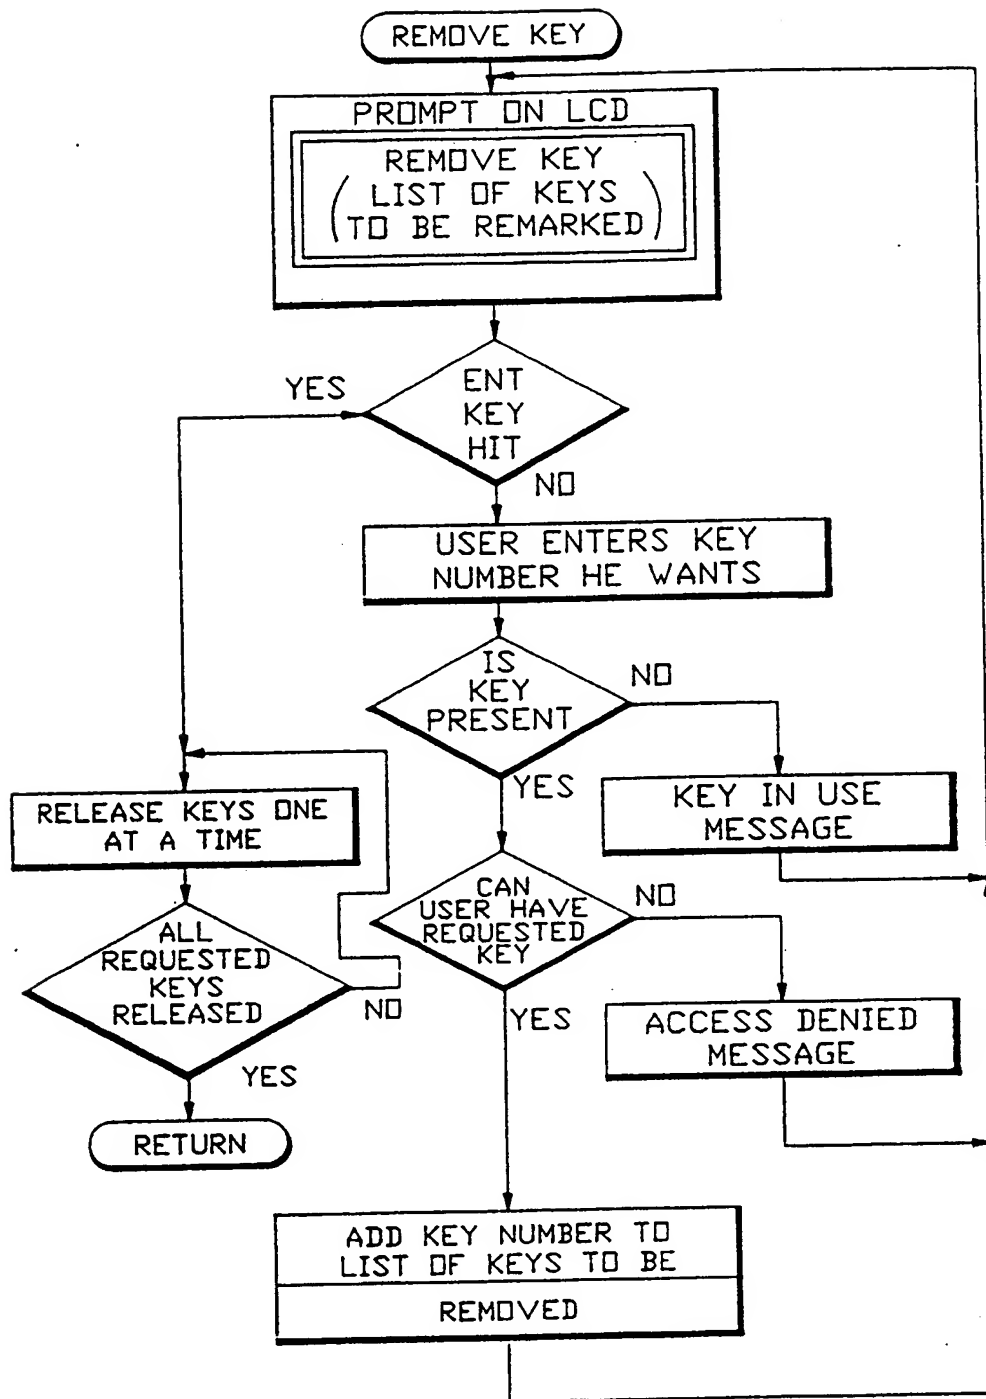 REMOVE KEY
PROMPT ON LCD
REMOVE KEY
(LIST OF KEYS
TO BE REMARKED)
ENT
KEY
HIT
YES
NO
USER ENTERS KEY
NUMBER HE WANTS
IS
KEY
PRESENT
NO
YES
KEY IN USE
MESSAGE
RELEASE KEYS ONE
AT A TIME
CAN
USER HAVE
REQUESTED
KEY
NO
YES
ALL
REQUESTED
KEYS
RELEASED
NO
YES
ACCESS DENIED
MESSAGE
RETURN
ADD KEY NUMBER TO
LIST OF KEYS TO BE
REMOVED